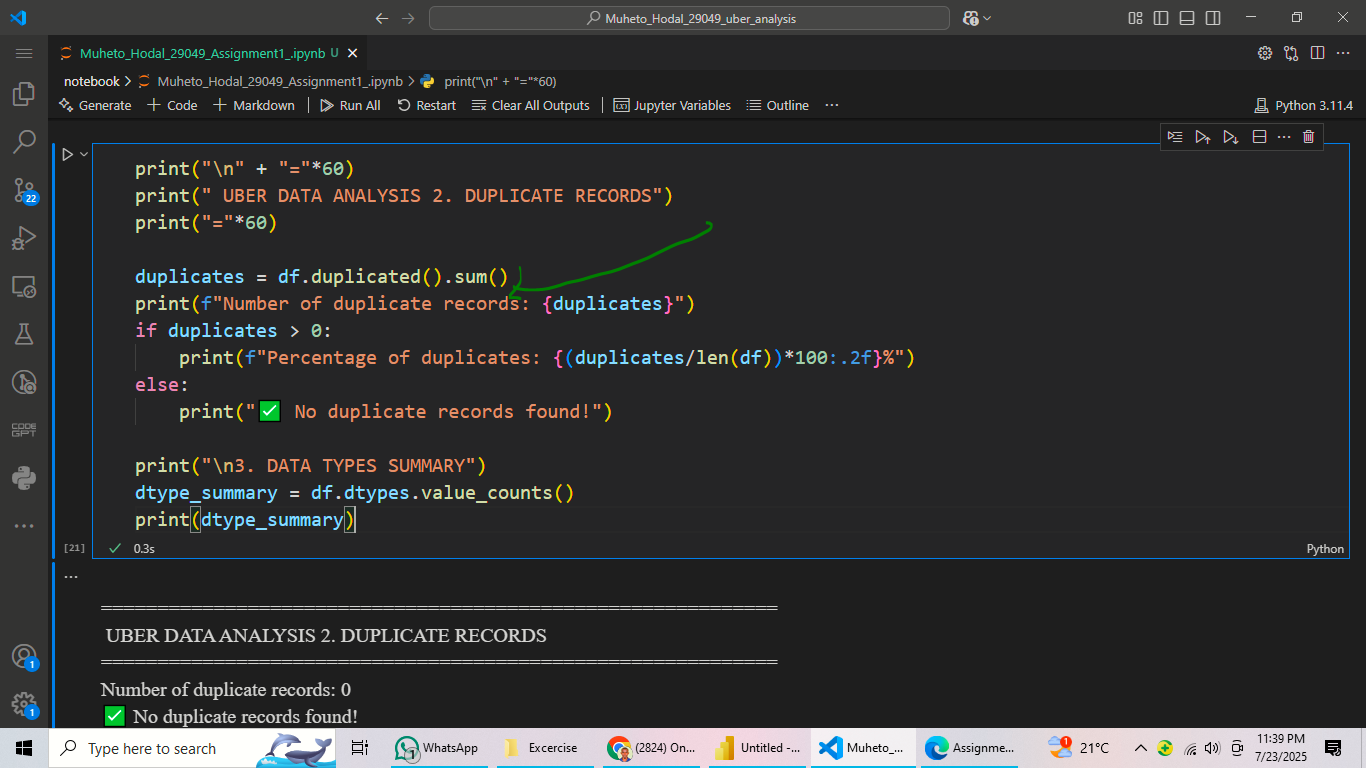 Muheto_Hodal_29049_uber_analysis
Muheto_Hodal_29049_Assignment1_.ipynb U
notebook > Muheto_Hodal_29049_Assignment1_.ipynb > print("\n" + "="*60)
Generate + Code + Markdown Run All Restart Clear All Outputs Jupyter Variables Outline ... Python 3.11.4
print("\n" + "="*60)
print(" UBER DATA ANALYSIS 2. DUPLICATE RECORDS")
print("="*60)
duplicates = df.duplicated().sum()
print(f"Number of duplicate records: {duplicates}")
if duplicates > 0:
print(f"Percentage of duplicates: {(duplicates/len(df))*100:.2f}%")
else:
print("✅ No duplicate records found!")
print("\n3. DATA TYPES SUMMARY")
dtype_summary = df.dtypes.value_counts()
print(dtype_summary)
[21] 0.3s Python
...
============================================================
UBER DATA ANALYSIS 2. DUPLICATE RECORDS
============================================================
Number of duplicate records: 0
✅ No duplicate records found!
22
CODE
GPT
1
1
Type here to search
1 WhatsApp
Excercise
(2824) On...
Untitled -...
Muheto_...
Assignme...
1 21°C
11:39 PM
7/23/2025